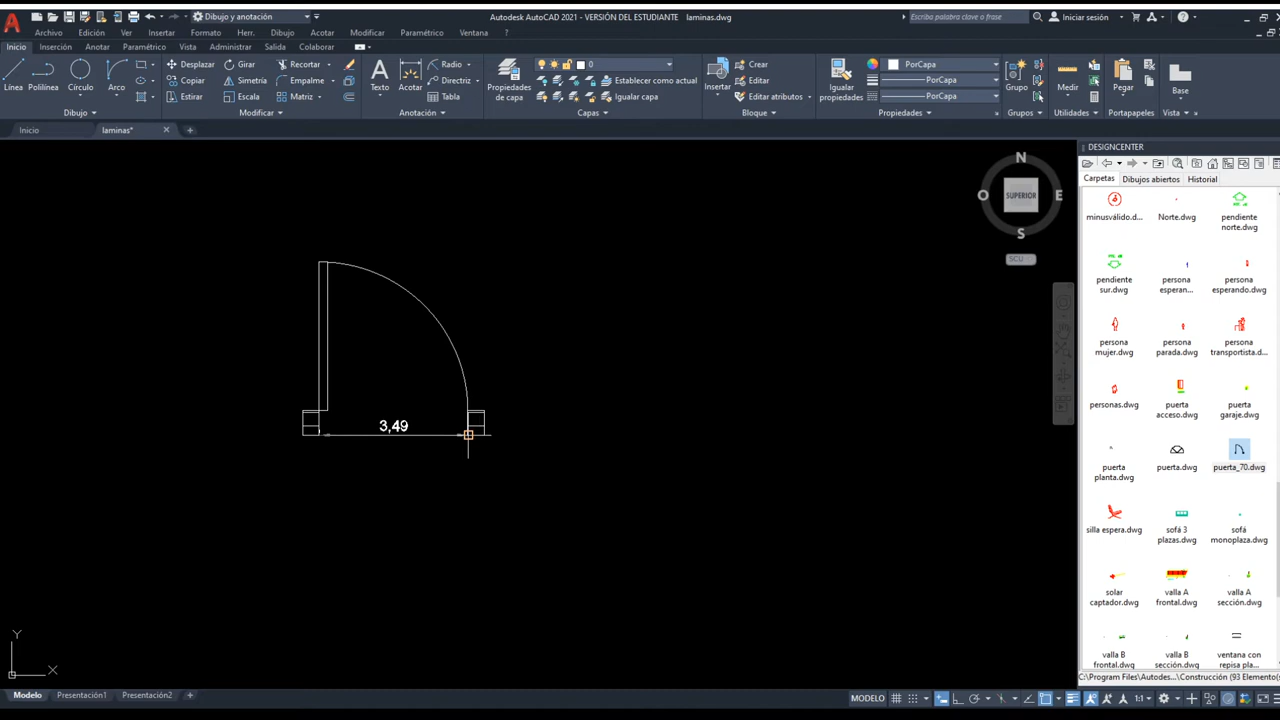 Dibujo y anotación
Autodesk AutoCAD 2021 - VERSIÓN DEL ESTUDIANTE laminas.dwg
Escriba palabra clave o frase
Iniciar sesión
Archivo Edición Ver Insertar Formato Herr. Dibujo Acotar Modificar Paramétrico Ventana ?
Inicio Inserción Anotar Paramétrico Vista Administrar Salida Colaborar
Desplazar Girar Recortar
Copiar Simetría Empalme
Estirar Escala Matriz
Línea Polilínea Círculo Arco
Texto Acotar
Radio
Directriz
Tabla
Propiedades de capa
0
Establecer como actual
Igualar capa
Insertar
Crear
Editar
Editar atributos
Igualar propiedades
PorCapa
PorCapa
PorCapa
Grupo
Medir
Pegar
Base
Dibujo Modificar Anotación Capas Bloque Propiedades Grupos Utilidades Portapapeles Vista
Inicio laminas*
DESIGNCENTER
Carpetas Dibujos abiertos Historial
N
O SUPERIOR E
S
SCU
3,49
minusválido.d... Norte.dwg pendiente norte.dwg
pendiente sur.dwg persona esperan... persona esperando.dwg
persona mujer.dwg persona parada.dwg persona transportista.d...
personas.dwg puerta acceso.dwg puerta garaje.dwg
puerta planta.dwg puerta.dwg puerta_70.dwg
silla espera.dwg sofá 3 plazas.dwg sofá monoplaza.dwg
solar captador.dwg valla A frontal.dwg valla A sección.dwg
valla B frontal.dwg valla B sección.dwg ventana con repisa pla...
C:\Program Files\Autodes...\Construcción (93 Elemento(s
Y
X
Modelo Presentación1 Presentación2
MODELO
1:1